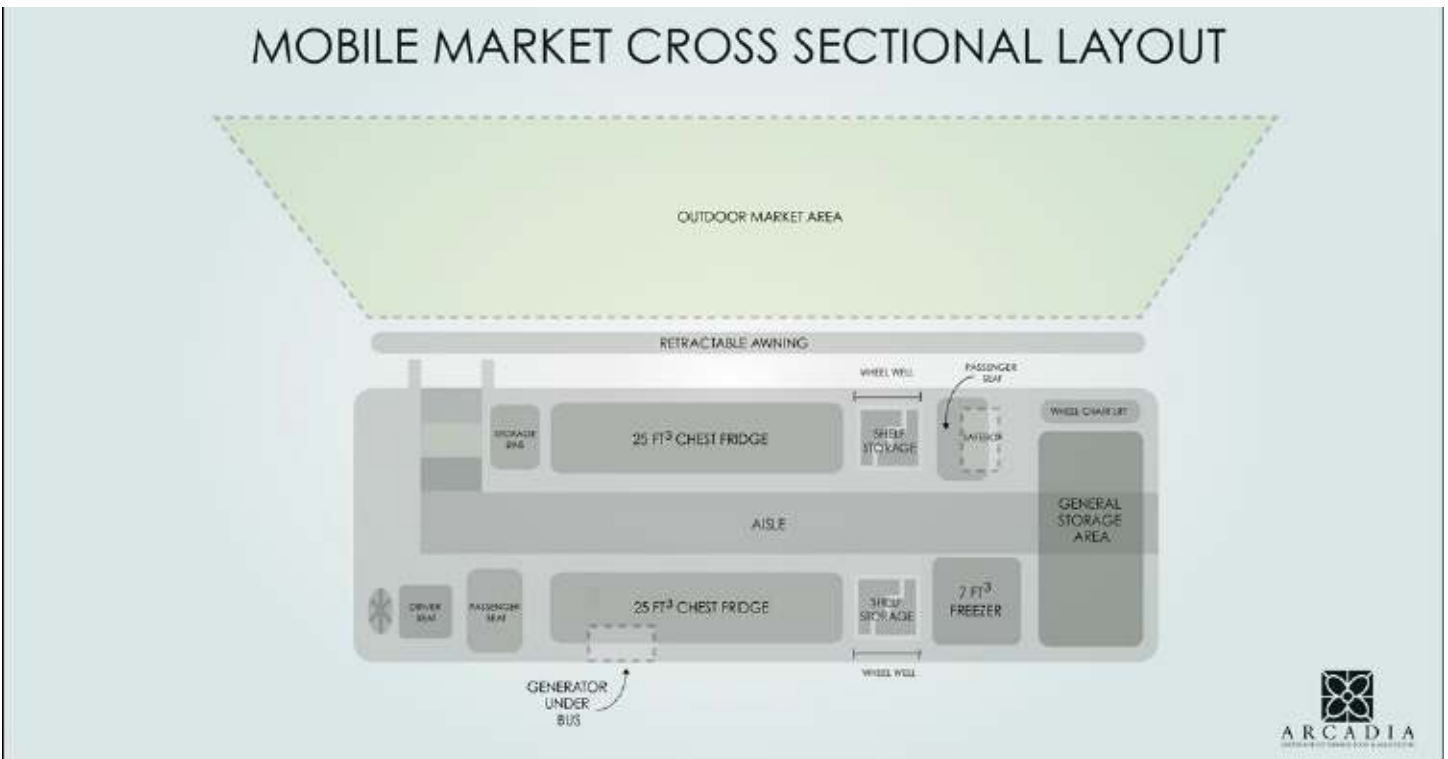 MOBILE MARKET CROSS SECTIONAL LAYOUT
OUTDOOR MARKET AREA
RETRACTABLE AWNING
WHEEL WELL
PASSENGER
SEAT
WHEEL CHAIR LIFT
STORAGE
25 FT³ CHEST FRIDGE
SHELF
STORAGE
GENERAL
STORAGE
AREA
AISLE
DRIVER
SEAT
PASSENGER
SEAT
25 FT³ CHEST FRIDGE
SHELF
STORAGE
7 FT³
FREEZER
WHEEL WELL
GENERATOR
UNDER
BUS
ARCADIA